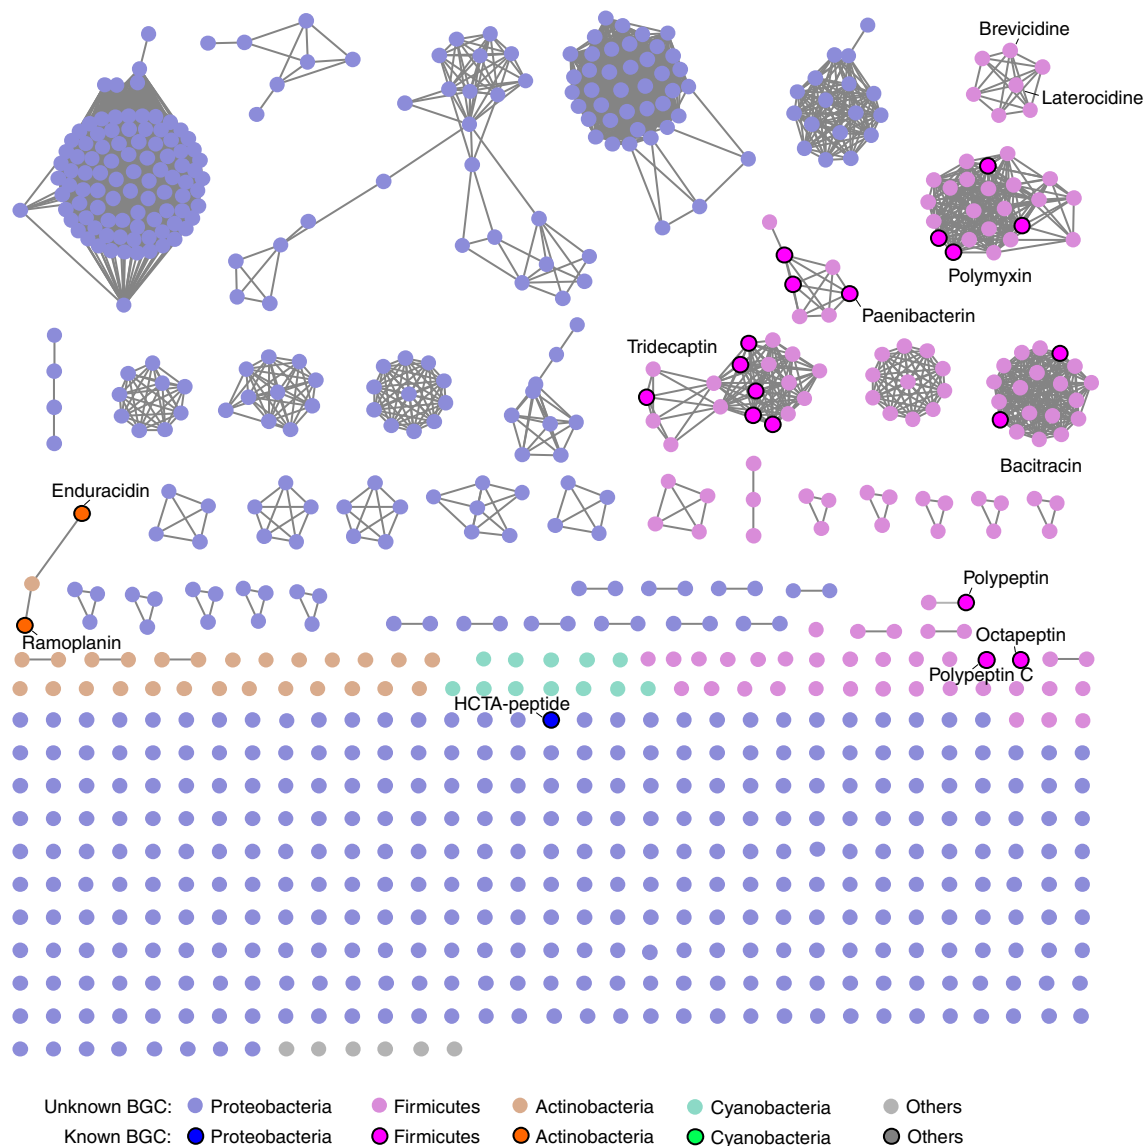 Brevicidine
Laterocidine
Polymyxin
Paenibacterin
Tridecaptin
Bacitracin
Enduracidin
Polypeptin
Octapeptin
Ramoplanin
Polypeptin C
HCTA-peptide
Unknown BGC: Proteobacteria Firmicutes Actinobacteria Cyanobacteria Others
Known BGC: Proteobacteria Firmicutes Actinobacteria Cyanobacteria Others